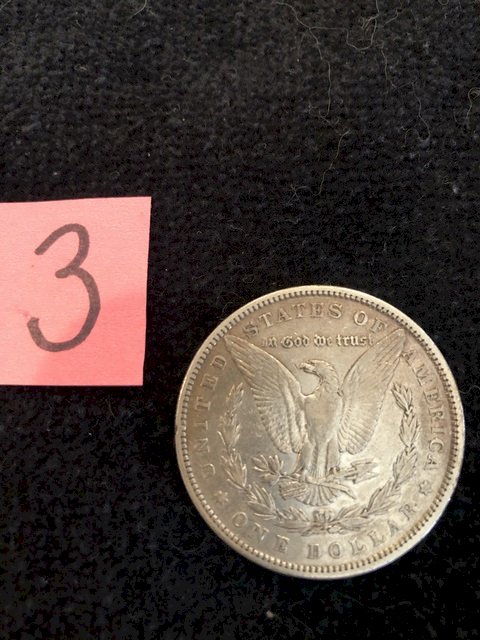 3
UNITED STATES OF AMERICA
In God we trust
ONE DOLLAR